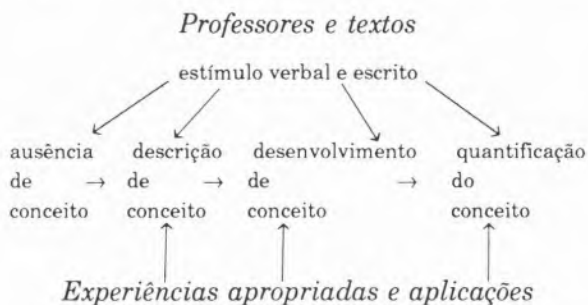 Professores e textos
estímulo verbal e escrito
ausência descrição desenvolvimento quantificação
de → de → de → do
conceito conceito conceito conceito
Experiências apropriadas e aplicações